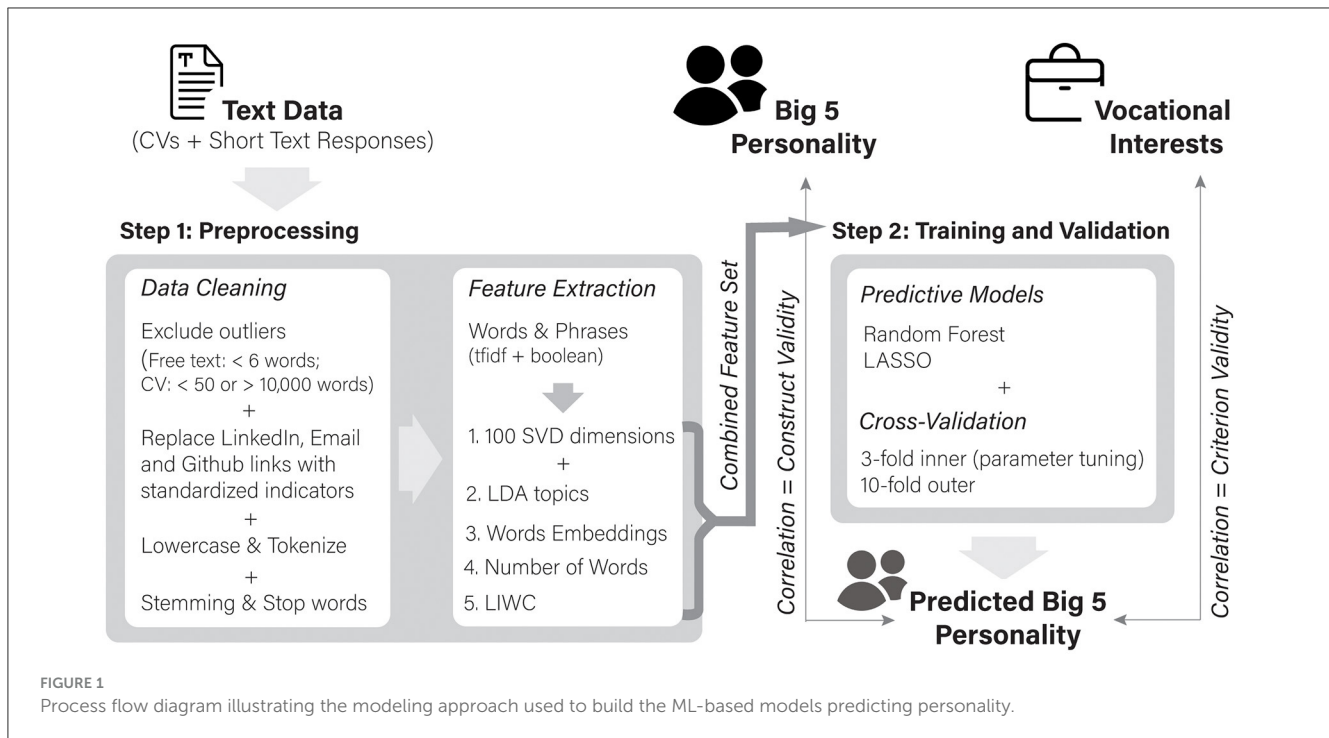 T
Text Data
(CVs + Short Text Responses)
Big 5
Personality
Vocational
Interests
Step 1: Preprocessing
Data Cleaning
Exclude outliers
(Free text: < 6 words;
CV: < 50 or > 10,000 words)
+
Replace LinkedIn, Email
and Github links with
standardized indicators
+
Lowercase & Tokenize
+
Stemming & Stop words
Feature Extraction
Words & Phrases
(tfidf + boolean)
1. 100 SVD dimensions
+
2. LDA topics
3. Words Embeddings
4. Number of Words
5. LIWC
Combined Feature Set
Correlation = Construct Validity
Step 2: Training and Validation
Predictive Models
Random Forest
LASSO
+
Cross-Validation
3-fold inner (parameter tuning)
10-fold outer
Predicted Big 5
Personality
Correlation = Criterion Validity
FIGURE 1
Process flow diagram illustrating the modeling approach used to build the ML-based models predicting personality.